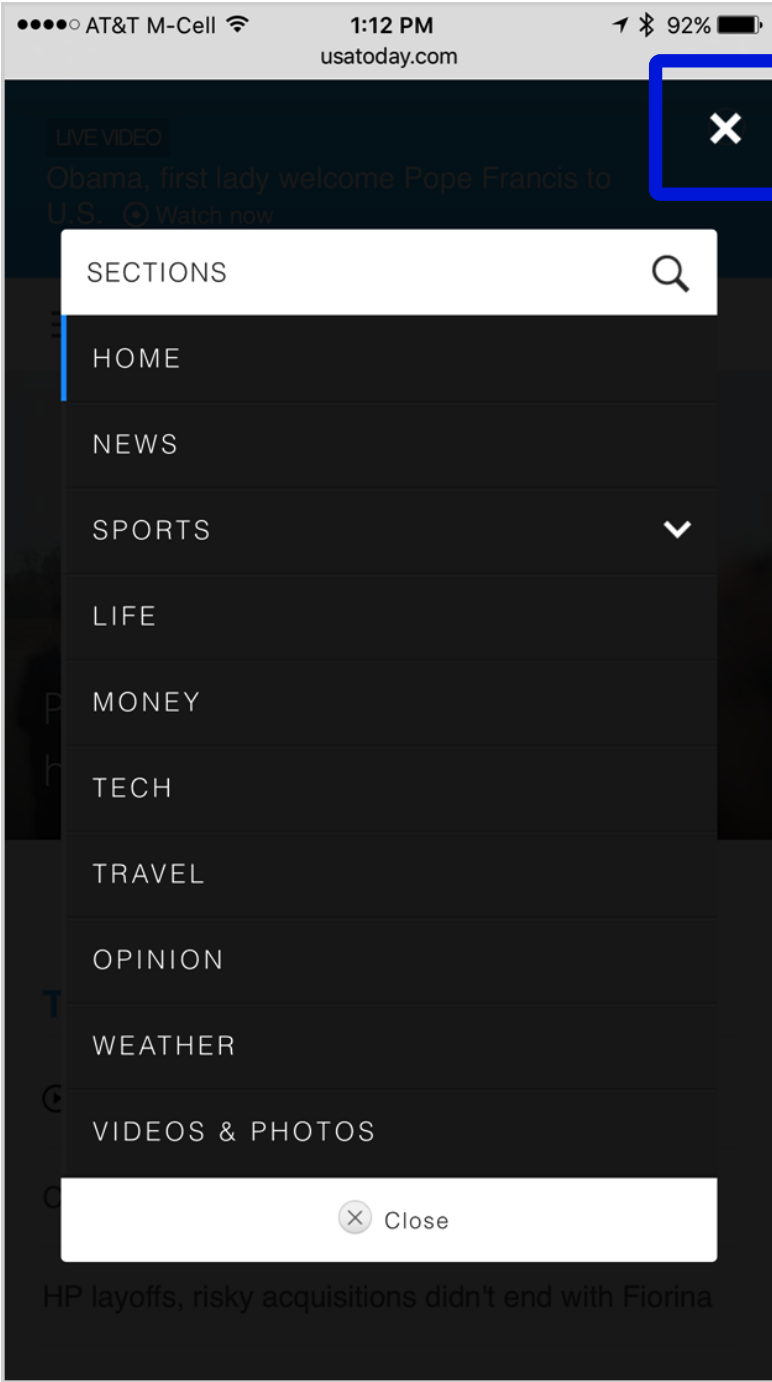 AT&T M-Cell 1:12 PM 92%
usatoday.com
LIVE VIDEO
Obama, first lady welcome Pope Francis to
U.S. Watch now
SECTIONS
HOME
NEWS
SPORTS
LIFE
MONEY
TECH
TRAVEL
OPINION
WEATHER
VIDEOS & PHOTOS
Close
HP layoffs, risky acquisitions didn't end with Fiorina